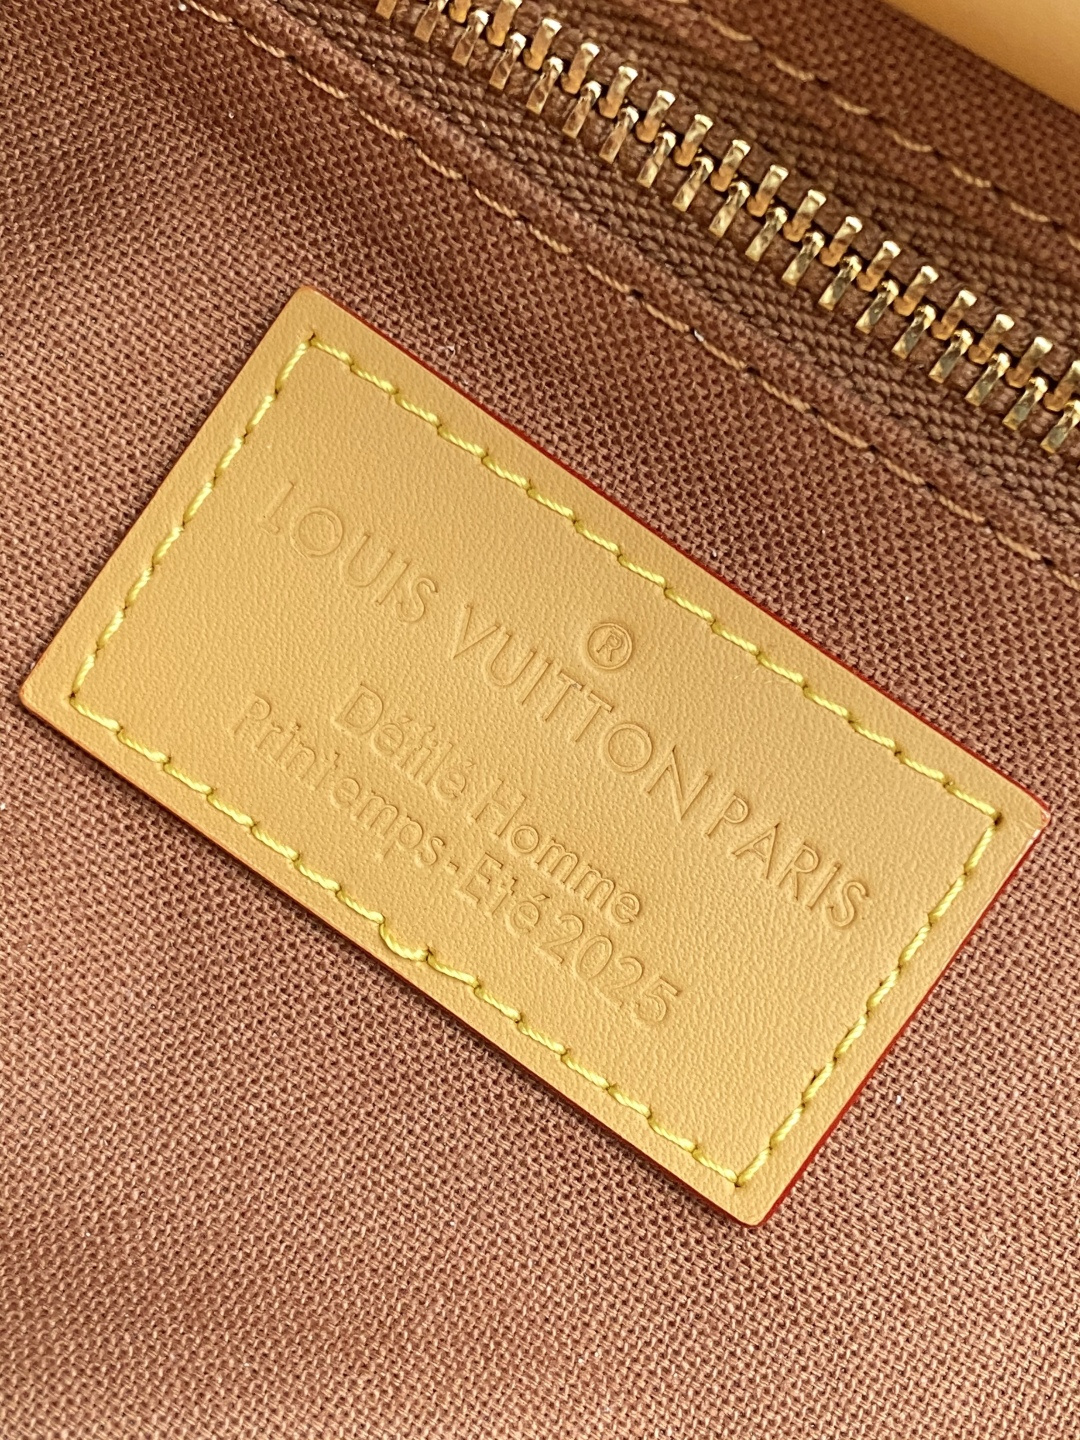 ®
LOUIS VUITTON PARIS
Défilé Homme
Printemps-Eté 2025